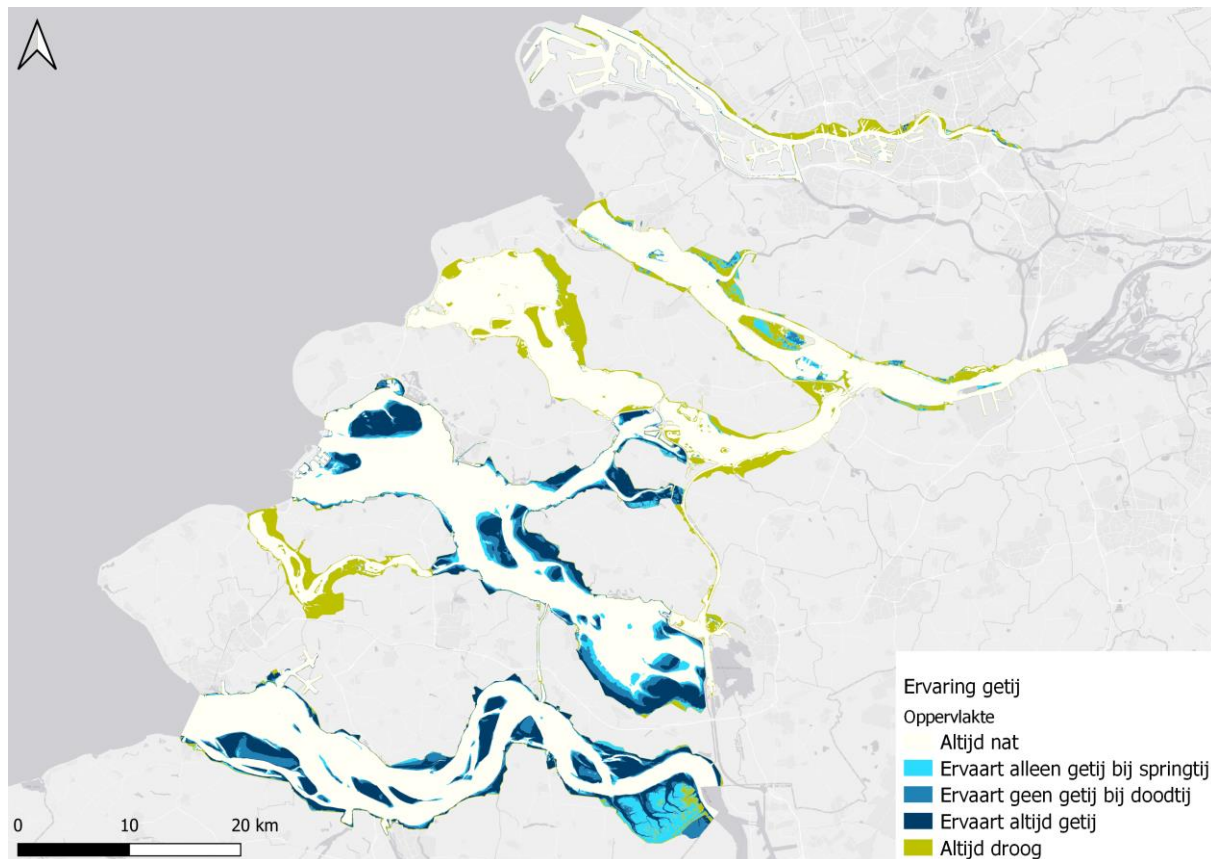 Ervaring getij
Oppervlakte
Altijd nat
Ervaart alleen getij bij springtij
Ervaart geen getij bij doodtij
Ervaart altijd getij
Altijd droog
0 10 20 km